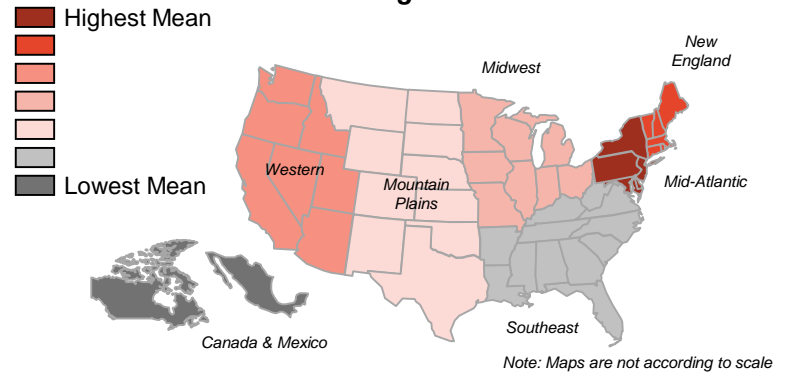 Highest Mean
New
England
Midwest
Western
Mountain
Plains
Mid-Atlantic
Lowest Mean
Southeast
Canada & Mexico
Note: Maps are not according to scale